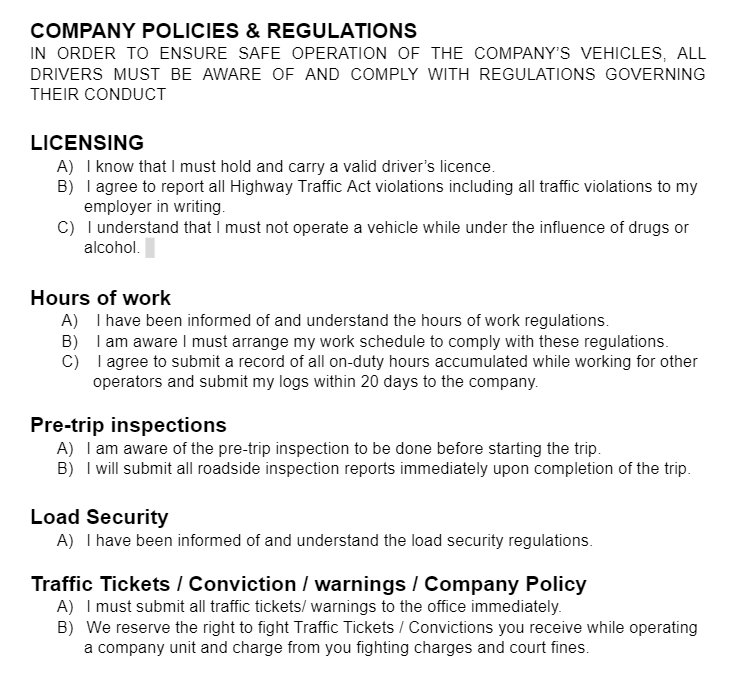 COMPANY POLICIES & REGULATIONS
IN ORDER TO ENSURE SAFE OPERATION OF THE COMPANY'S VEHICLES, ALL
DRIVERS MUST BE AWARE OF AND COMPLY WITH REGULATIONS GOVERNING
THEIR CONDUCT
LICENSING
A) I know that I must hold and carry a valid driver's licence.
B) I agree to report all Highway Traffic Act violations including all traffic violations to my
employer in writing.
C) I understand that I must not operate a vehicle while under the influence of drugs or
alcohol.
Hours of work
A) I have been informed of and understand the hours of work regulations.
B) I am aware I must arrange my work schedule to comply with these regulations.
C) I agree to submit a record of all on-duty hours accumulated while working for other
operators and submit my logs within 20 days to the company.
Pre-trip inspections
A) I am aware of the pre-trip inspection to be done before starting the trip.
B) I will submit all roadside inspection reports immediately upon completion of the trip.
Load Security
A) I have been informed of and understand the load security regulations.
Traffic Tickets / Conviction / warnings / Company Policy
A) I must submit all traffic tickets/ warnings to the office immediately.
B) We reserve the right to fight Traffic Tickets / Convictions you receive while operating
a company unit and charge from you fighting charges and court fines.